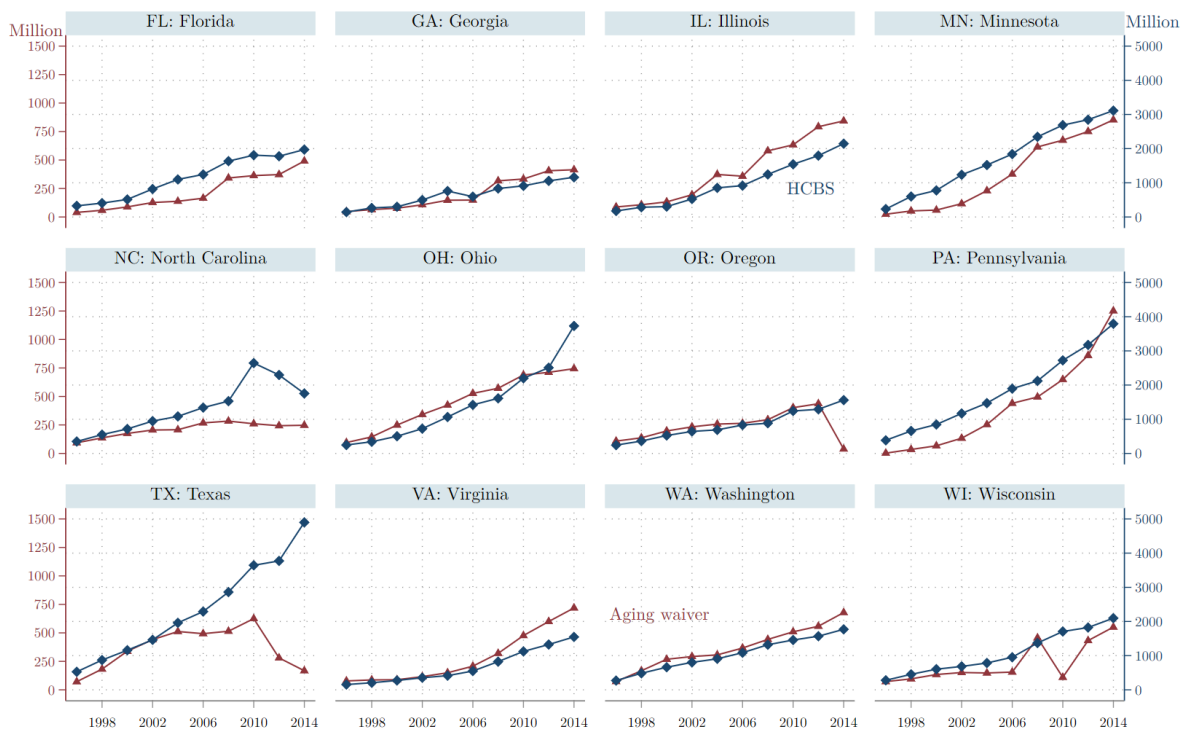 FL: Florida
GA: Georgia
IL: Illinois
MN: Minnesota
Million
Million
1500
1250
1000
750
500
250
0
HCBS
5000
4000
3000
2000
1000
0
NC: North Carolina
OH: Ohio
OR: Oregon
PA: Pennsylvania
1500
1250
1000
750
500
250
0
5000
4000
3000
2000
1000
0
TX: Texas
VA: Virginia
WA: Washington
WI: Wisconsin
1500
1250
1000
750
500
250
0
Aging waiver
5000
4000
3000
2000
1000
0
1998 2002 2006 2010 2014
1998 2002 2006 2010 2014
1998 2002 2006 2010 2014
1998 2002 2006 2010 2014